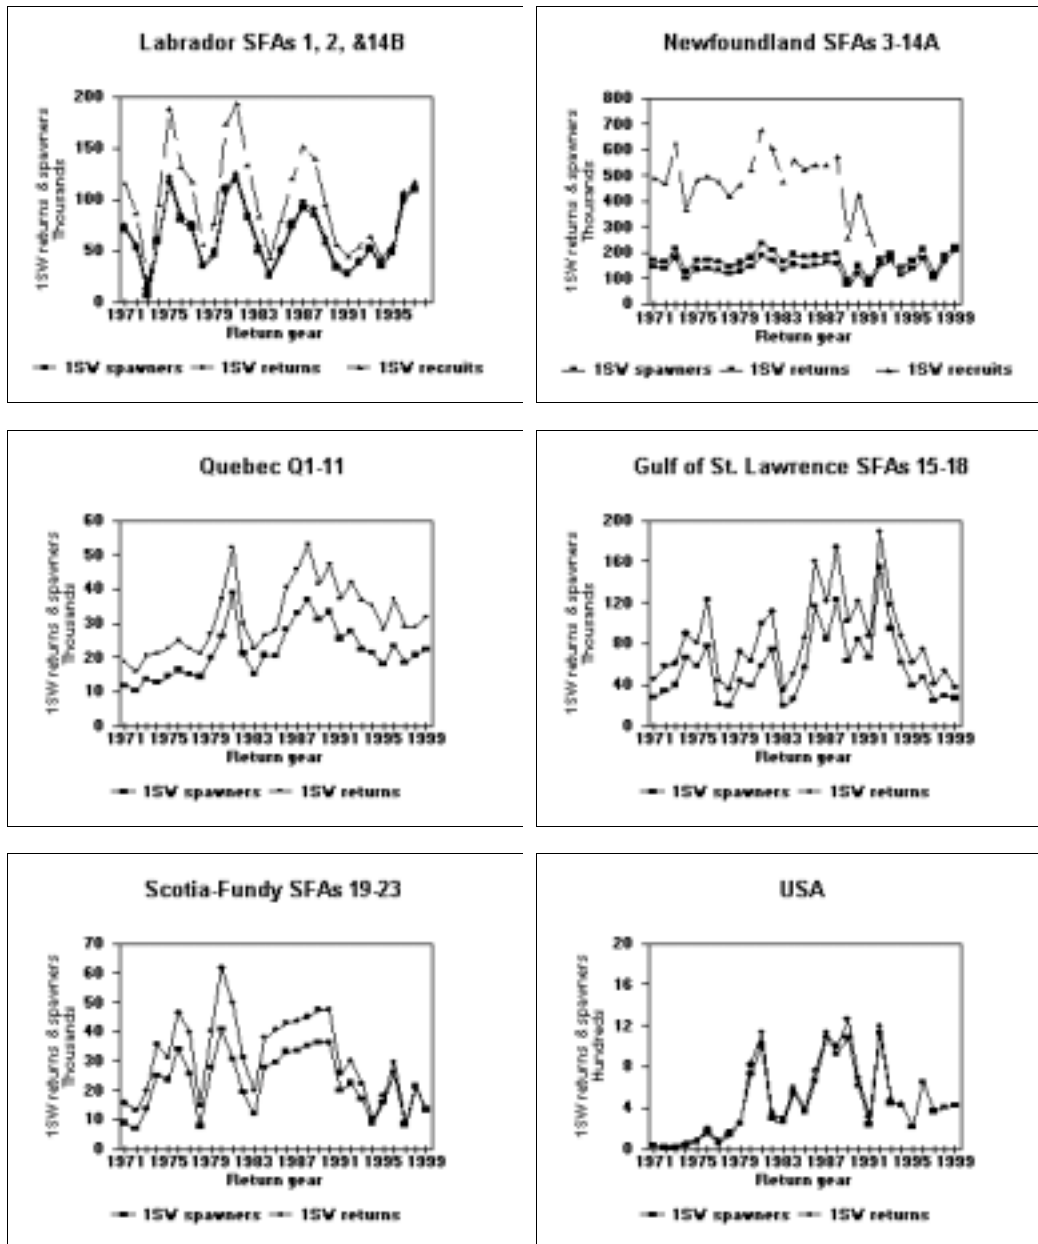 Labrador SFAs 1, 2, &14B
1SW returns & spawners
Thousands
200
150
100
50
0
1971 1975 1979 1983 1987 1991 1995
Return year
1SW spawners 1SW returns 1SW recruits
Newfoundland SFAs 3-14A
1SW returns & spawners
Thousands
800
700
600
500
400
300
200
100
0
1971 1975 1979 1983 1987 1991 1995 1999
Return year
1SW spawners 1SW returns 1SW recruits
Quebec Q1-11
1SW returns & spawners
Thousands
60
50
40
30
20
10
0
1971 1975 1979 1983 1987 1991 1995 1999
Return year
1SW spawners 1SW returns
Gulf of St. Lawrence SFAs 15-18
1SW returns & spawners
Thousands
200
160
120
80
40
0
1971 1975 1979 1983 1987 1991 1995 1999
Return year
1SW spawners 1SW returns
Scotia-Fundy SFAs 19-23
1SW returns & spawners
Thousands
70
60
50
40
30
20
10
0
1971 1975 1979 1983 1987 1991 1995 1999
Return year
1SW spawners 1SW returns
USA
1SW returns & spawners
Hundreds
20
16
12
8
4
0
1971 1975 1979 1983 1987 1991 1995 1999
Return year
1SW spawners 1SW returns